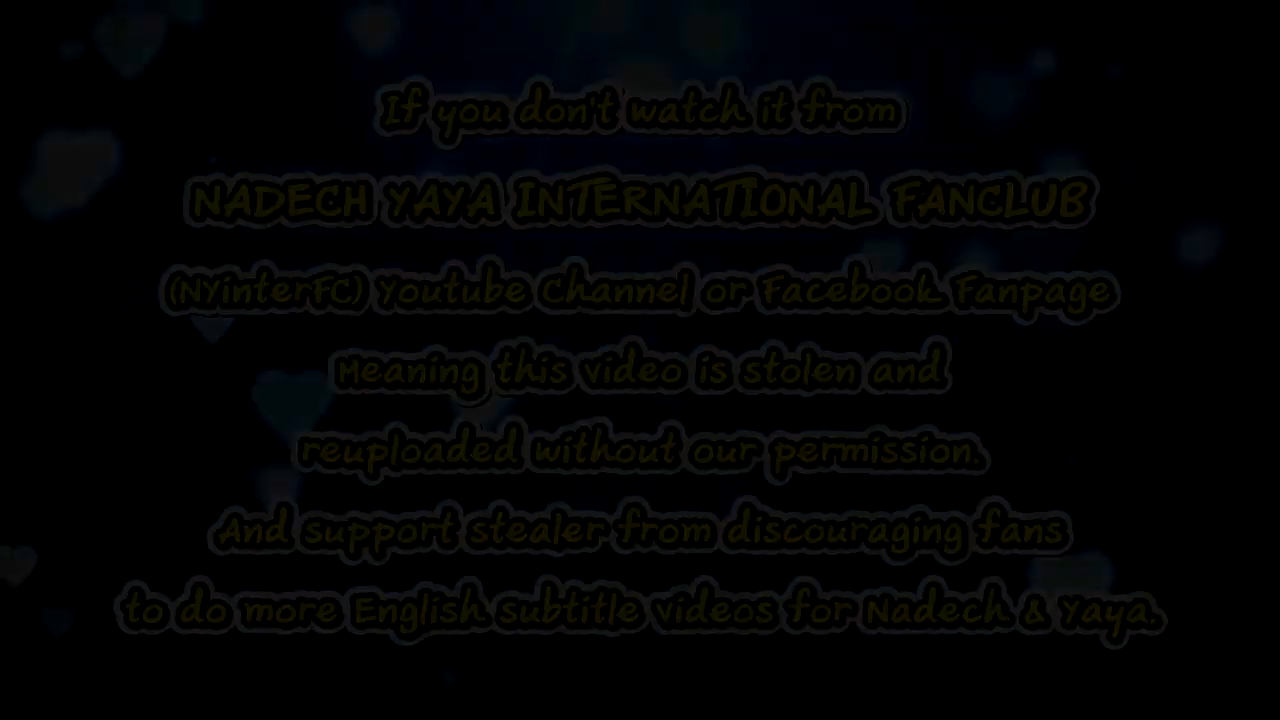 If you don't watch it from
NADECH YAYA INTERNATIONAL FANCLUB
(NYinterFC) Youtube Channel or Facebook Fanpage
Meaning this video is stolen and
reuploaded without our permission.
And support stealer from discouraging fans
to do more English subtitle videos for Nadech & Yaya.